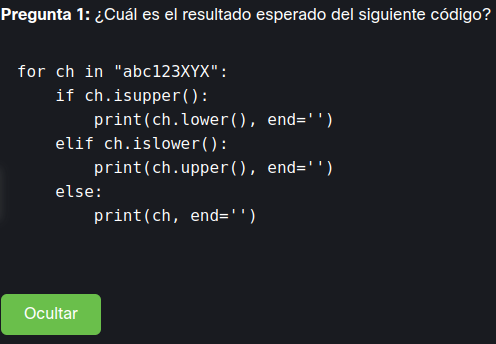 Pregunta 1: ¿Cuál es el resultado esperado del siguiente código?
for ch in "abc123XYX":
    if ch.isupper():
        print(ch.lower(), end='')
    elif ch.islower():
        print(ch.upper(), end='')
    else:
        print(ch, end='')
Ocultar